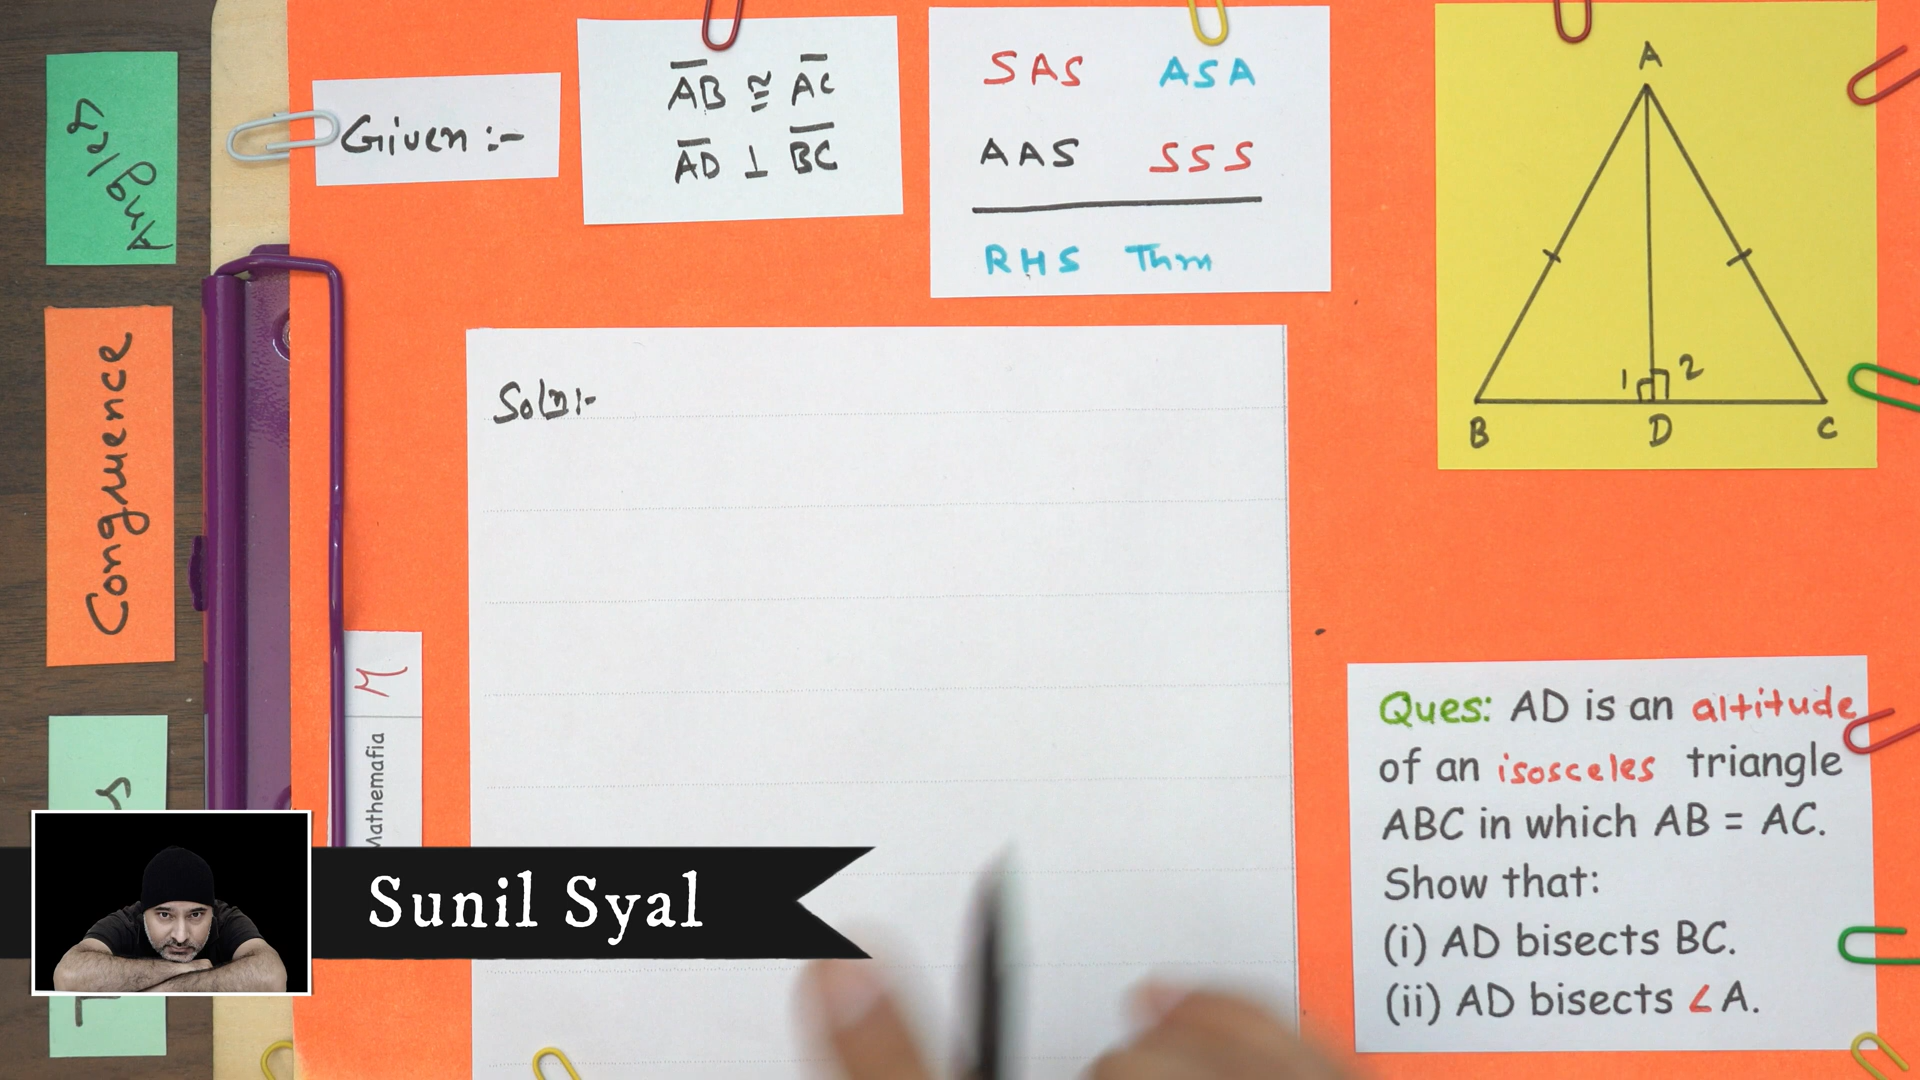 Angles
Congruence
Given :-
AB ≅ AC
AD ⊥ BC
SAS ASA
AAS SSS
RHS Thm
A
1 2
B D C
Soln:-
M
Mathemafia
Ques: AD is an altitude
of an isosceles triangle
ABC in which AB = AC.
Show that:
(i) AD bisects BC.
(ii) AD bisects ∠A.
Sunil Syal